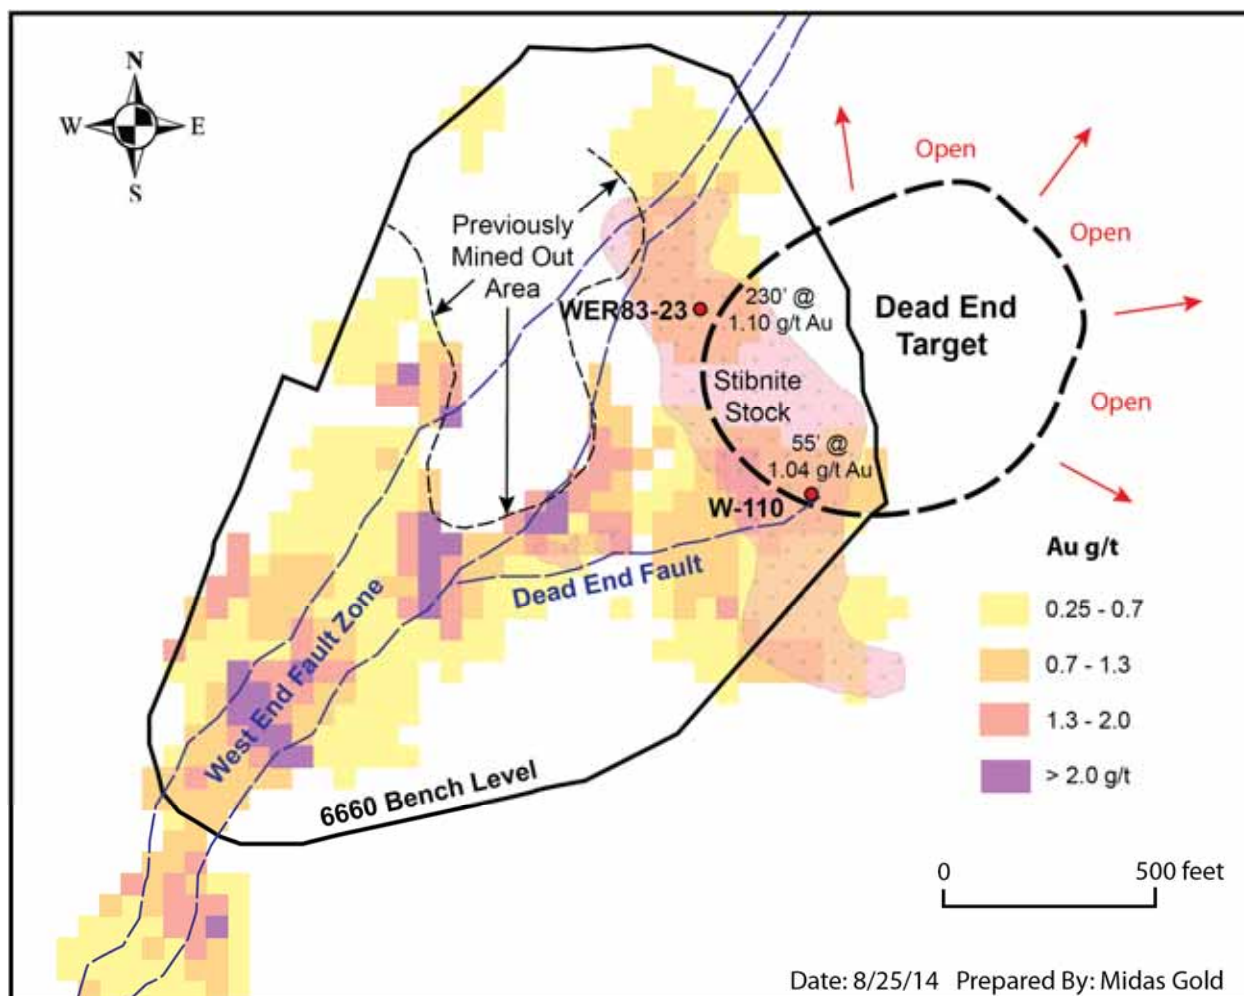 N
W E
S
Open
Open
Open
Previously
Mined Out
Area
WER83-23
230' @
1.10 g/t Au
Dead End
Target
Stibnite
Stock
55' @
1.04 g/t Au
W-110
Dead End Fault
West End Fault Zone
6660 Bench Level
Au g/t
0.25 - 0.7
0.7 - 1.3
1.3 - 2.0
> 2.0 g/t
0 500 feet
Date: 8/25/14 Prepared By: Midas Gold